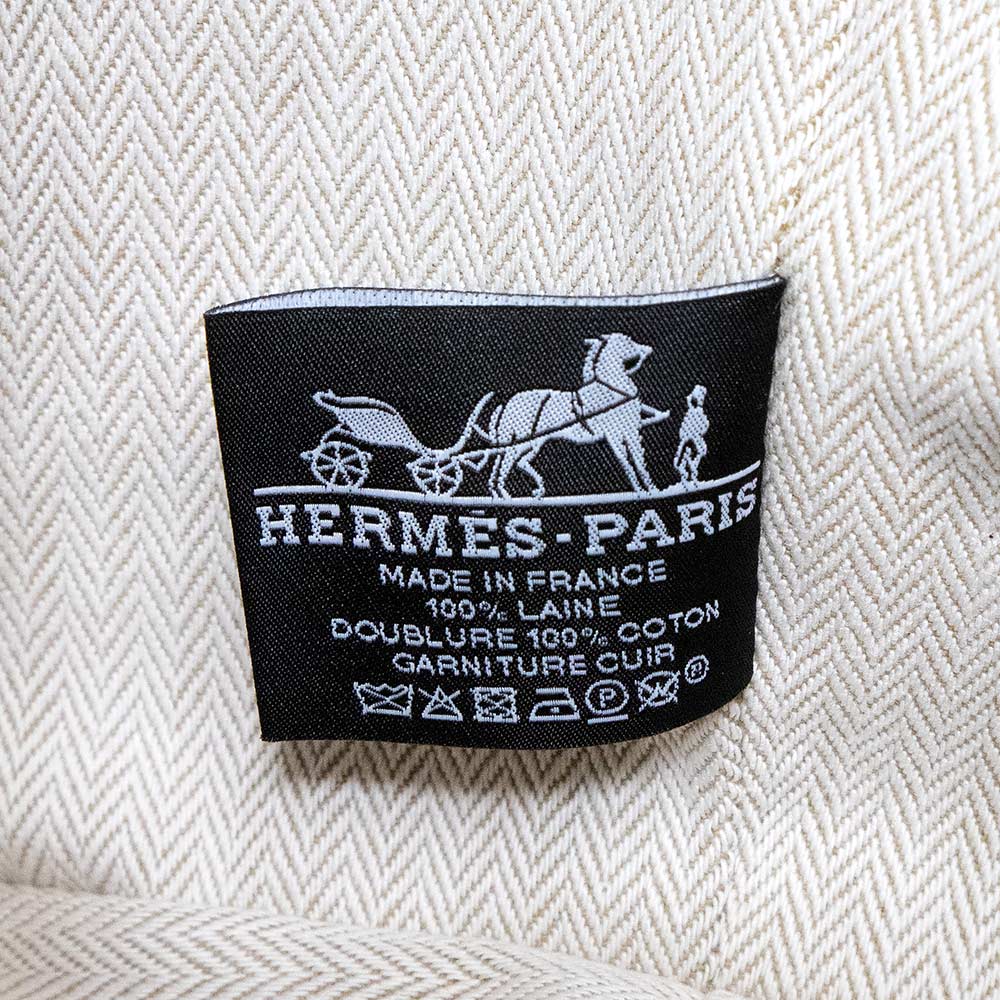 HERMÈS-PARIS
MADE IN FRANCE
100% LAINE
DOUBLURE 100% COTON
GARNITURE CUIR
P W ®